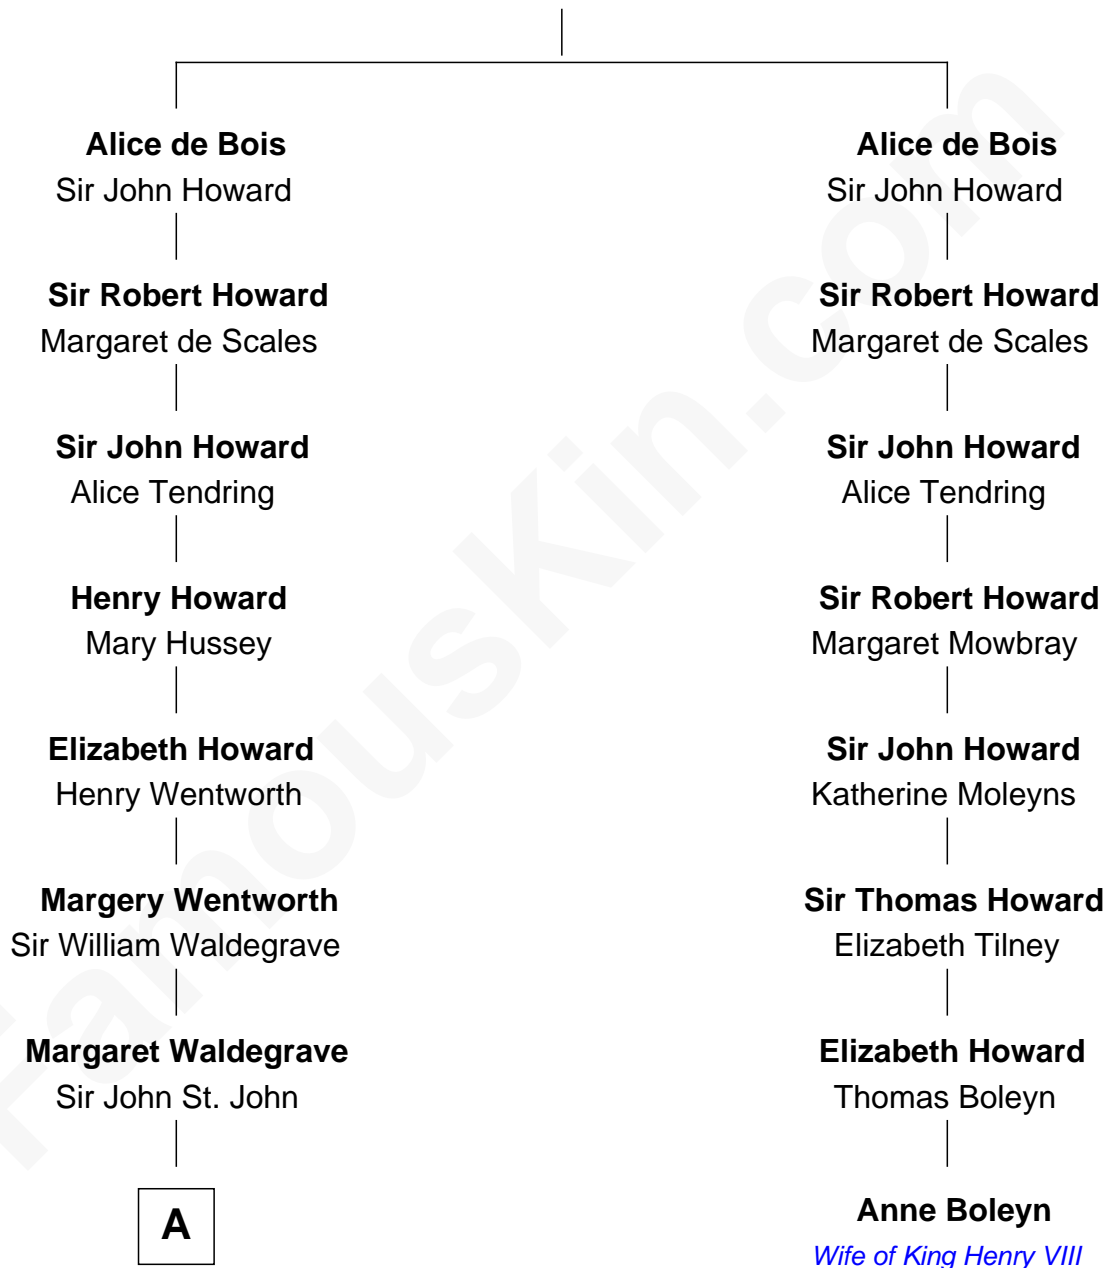 Alice de Bois
Sir John Howard
Sir Robert Howard
Margaret de Scales
Sir John Howard
Alice Tendring
Henry Howard
Mary Hussey
Elizabeth Howard
Henry Wentworth
Margery Wentworth
Sir William Waldegrave
Margaret Waldegrave
Sir John St. John
A
Alice de Bois
Sir John Howard
Sir Robert Howard
Margaret de Scales
Sir John Howard
Alice Tendring
Sir Robert Howard
Margaret Mowbray
Sir John Howard
Katherine Moleyns
Sir Thomas Howard
Elizabeth Tilney
Elizabeth Howard
Thomas Boleyn
Anne Boleyn
Wife of King Henry VIII
FamousKin.com